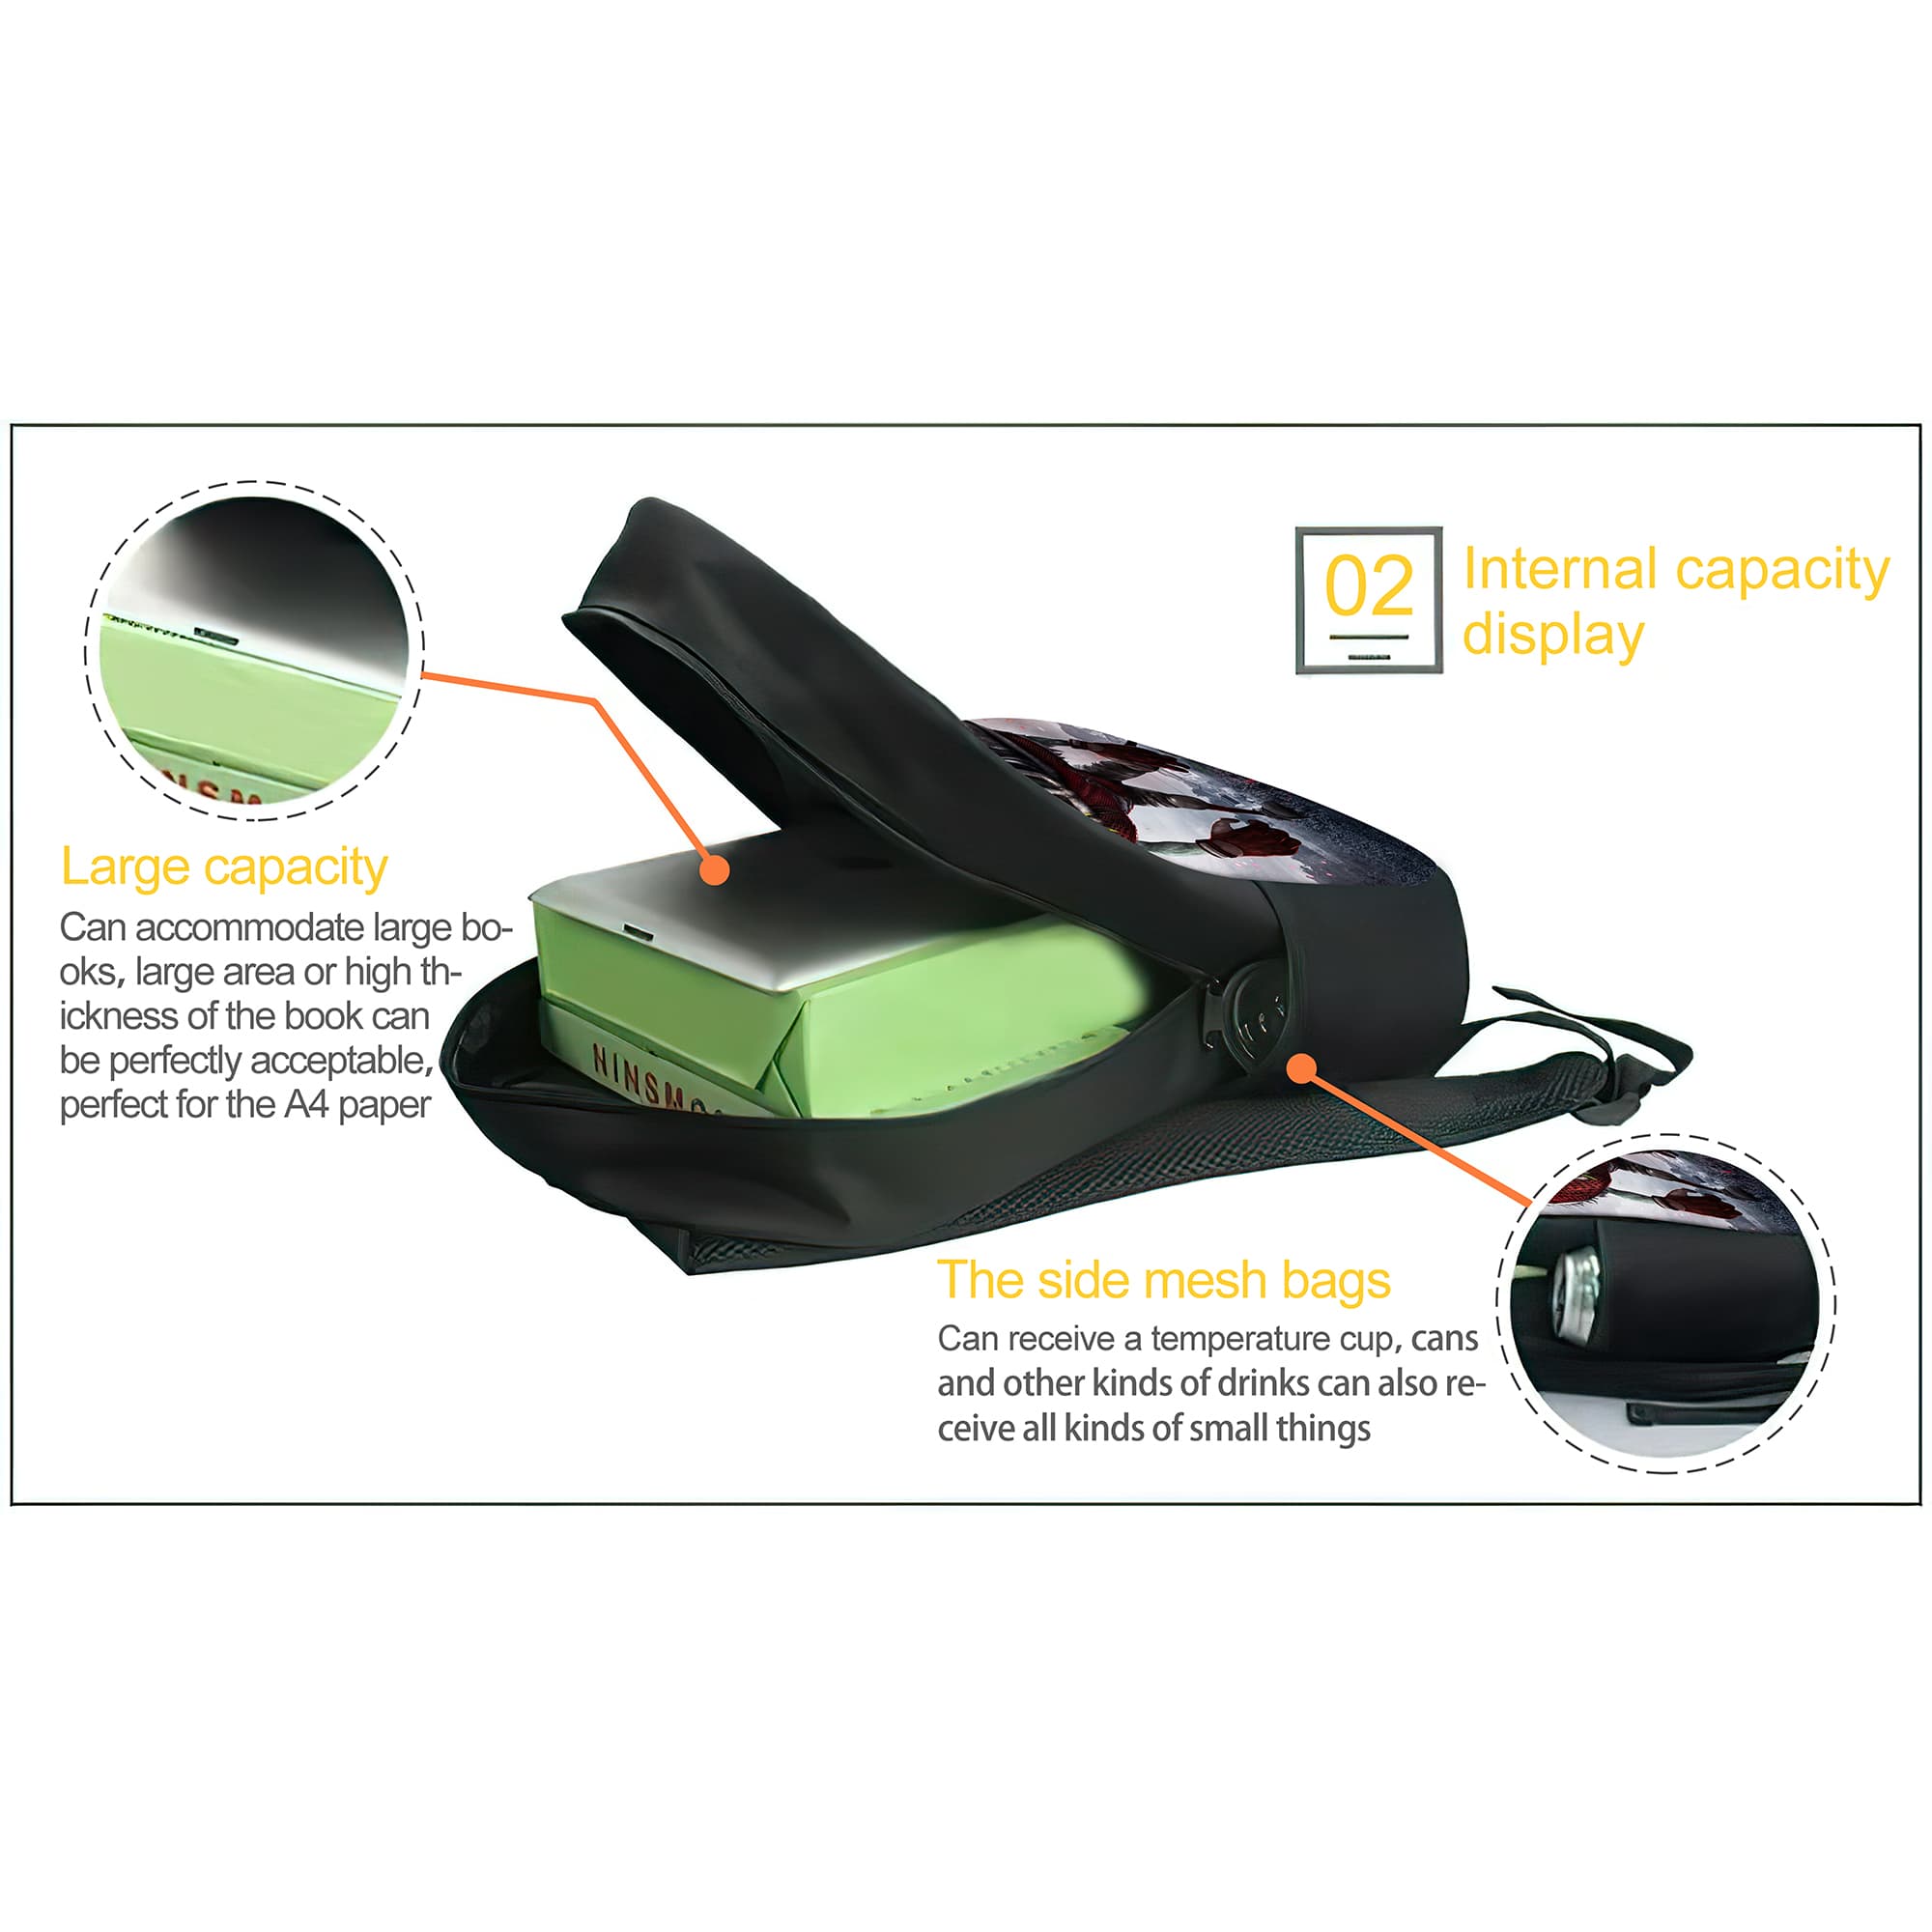 02
Internal capacity
display
Large capacity
Can accommodate large bo-
oks, large area or high th-
ickness of the book can
be perfectly acceptable,
perfect for the A4 paper
The side mesh bags
Can receive a temperature cup, cans
and other kinds of drinks can also re-
ceive all kinds of small things